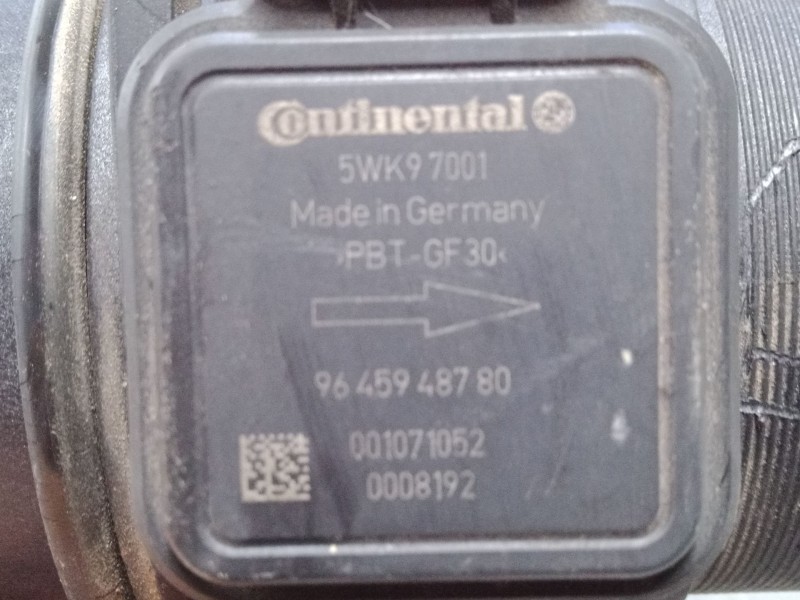 Continental
5WK9 7001
Made in Germany
›PBT-GF30‹
96 459 487 80
001071052
0008192